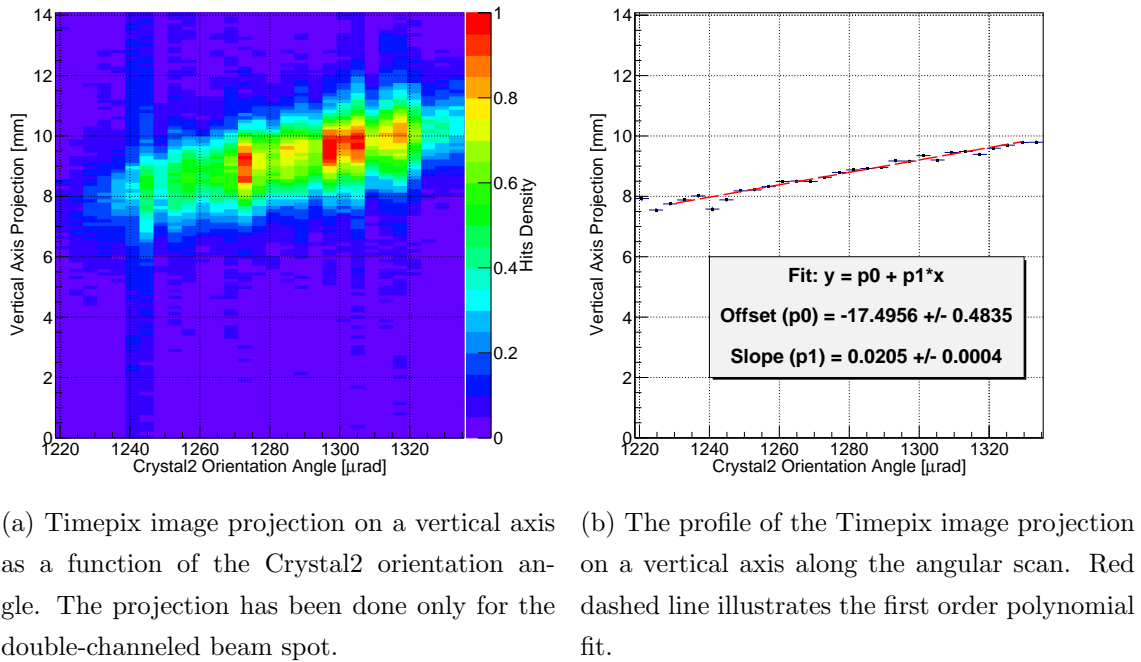 14
12
10
8
6
4
2
0
Vertical Axis Projection [mm]
1220 1240 1260 1280 1300 1320
Crystal2 Orientation Angle [μrad]
1
0.8
0.6
0.4
0.2
0
Hits Density
14
12
10
8
6
4
2
0
Vertical Axis Projection [mm]
Fit: y = p0 + p1*x
Offset (p0) = -17.4956 +/- 0.4835
Slope (p1) = 0.0205 +/- 0.0004
1220 1240 1260 1280 1300 1320
Crystal2 Orientation Angle [μrad]
(a) Timepix image projection on a vertical axis
as a function of the Crystal2 orientation an-
gle. The projection has been done only for the
double-channeled beam spot.
(b) The profile of the Timepix image projection
on a vertical axis along the angular scan. Red
dashed line illustrates the first order polynomial
fit.